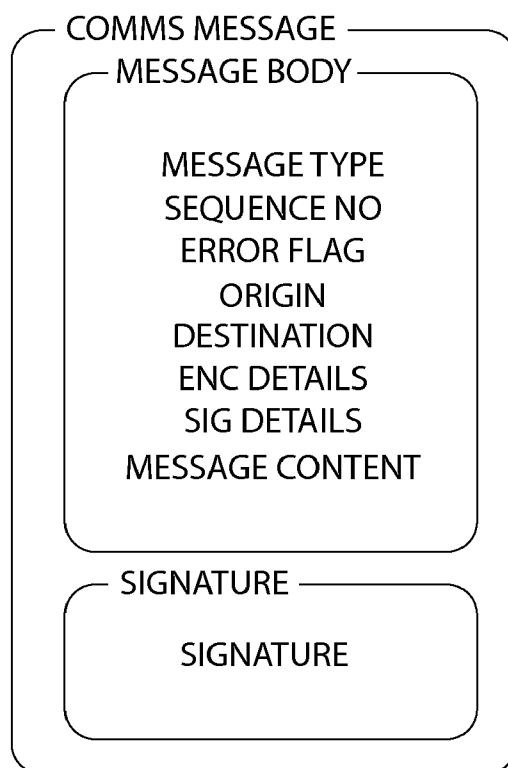 COMMS MESSAGE
MESSAGE BODY
MESSAGE TYPE
SEQUENCE NO
ERROR FLAG
ORIGIN
DESTINATION
ENC DETAILS
SIG DETAILS
MESSAGE CONTENT
SIGNATURE
SIGNATURE